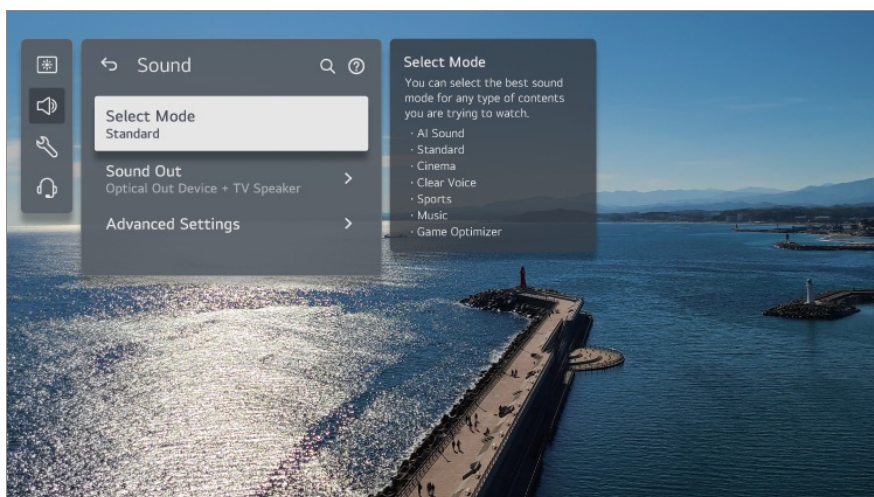 Sound
Select Mode
Standard
Sound Out
Optical Out Device + TV Speaker
Advanced Settings
Select Mode
You can select the best sound
mode for any type of contents
you are trying to watch.
· AI Sound
· Standard
· Cinema
· Clear Voice
· Sports
· Music
· Game Optimizer